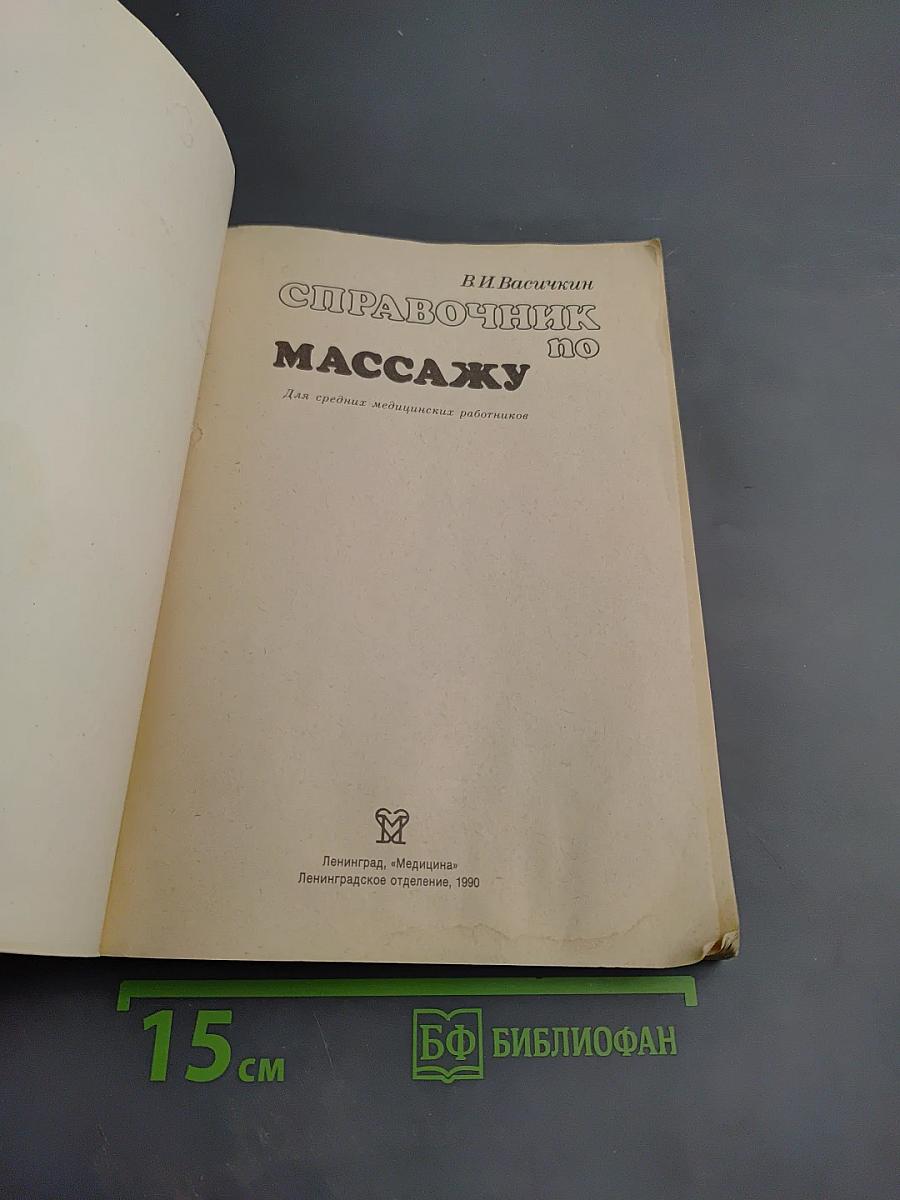 В.И.Васичкин
СПРАВОЧНИК
по
МАССАЖУ
Для средних медицинских работников
М
Ленинград, «Медицина»
Ленинградское отделение, 1990
15 см
БФ БИБЛИОФАН